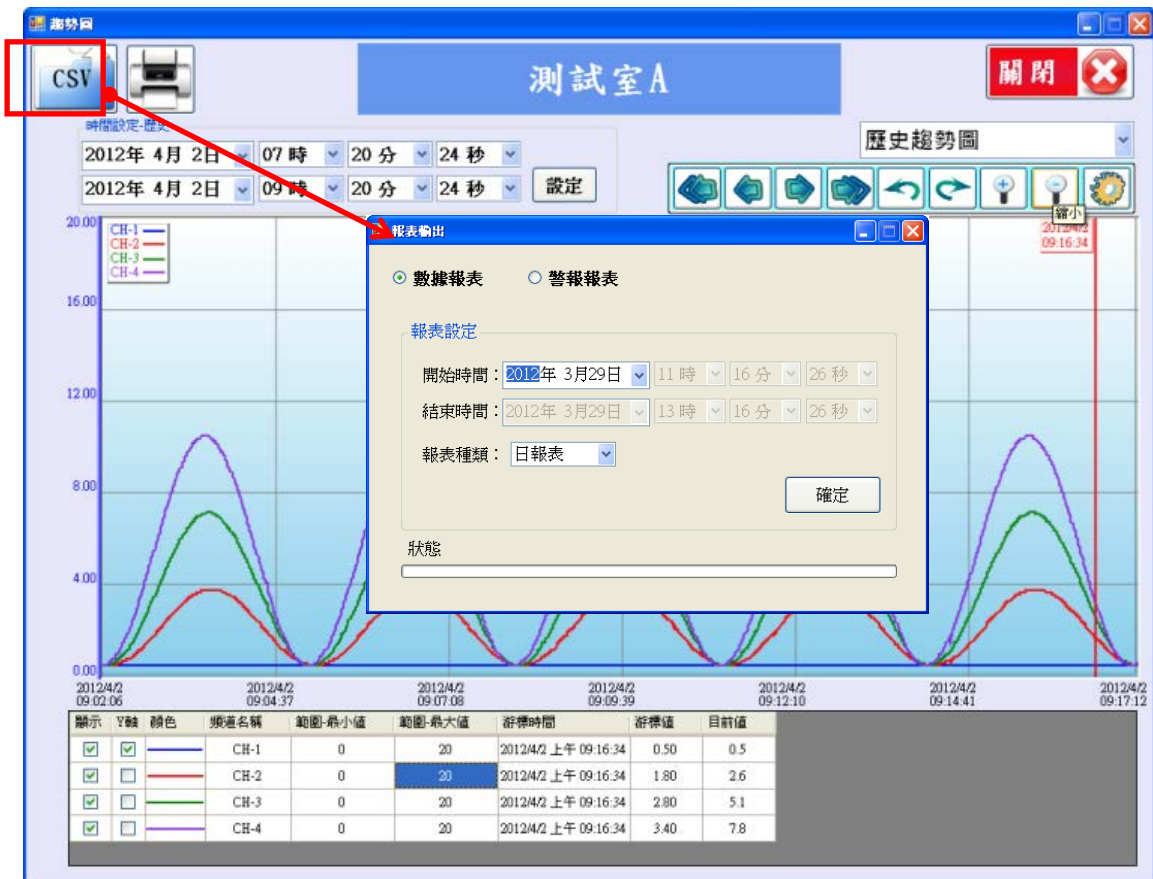 趨勢圖
CSV
測試室A
關閉
時間設定-歷史
2012年 4月 2日 07 時 20 分 24 秒
2012年 4月 2日 09 時 20 分 24 秒
設定
歷史趨勢圖
縮小
20.00
16.00
12.00
8.00
4.00
0.00
CH-1
CH-2
CH-3
CH-4
2012/4/2
09:16:34
報表輸出
數據報表 警報報表
報表設定
開始時間：2012年 3月29日 11 時 16 分 26 秒
結束時間：2012年 3月29日 13 時 16 分 26 秒
報表種類： 日報表
確定
狀態
2012/4/2 2012/4/2 2012/4/2 2012/4/2 2012/4/2 2012/4/2 2012/4/2
09:02:06 09:04:37 09:07:08 09:09:39 09:12:10 09:14:41 09:17:12
顯示 Y軸 顏色 頻道名稱 範圍-最小值 範圍-最大值 游標時間 游標值 目前值
CH-1 0 20 2012/4/2 上午 09:16:34 0.50 0.5
CH-2 0 20 2012/4/2 上午 09:16:34 1.80 2.6
CH-3 0 20 2012/4/2 上午 09:16:34 2.80 5.1
CH-4 0 20 2012/4/2 上午 09:16:34 3.40 7.8